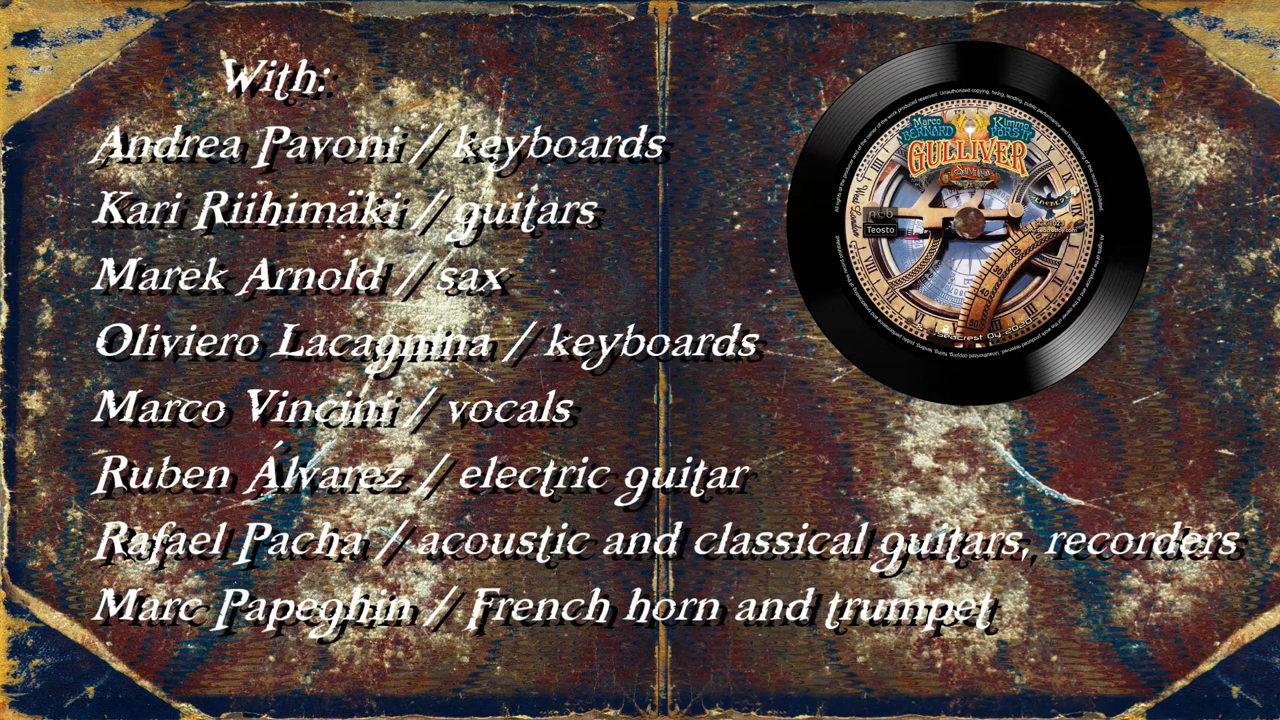 With:
Andrea Pavoni / keyboards
Kari Riihimäki / guitars
Marek Arnold / sax
Oliviero Lacagnina / keyboards
Marco Vincini / vocals
Ruben Álvarez / electric guitar
Rafael Pacha / acoustic and classical guitars, recorders
Marc Papeghin / French horn and trumpet
Marco Kimmo
BERNARD PÖRSTI
GULLIVER
Teosto
Seacrest Oy